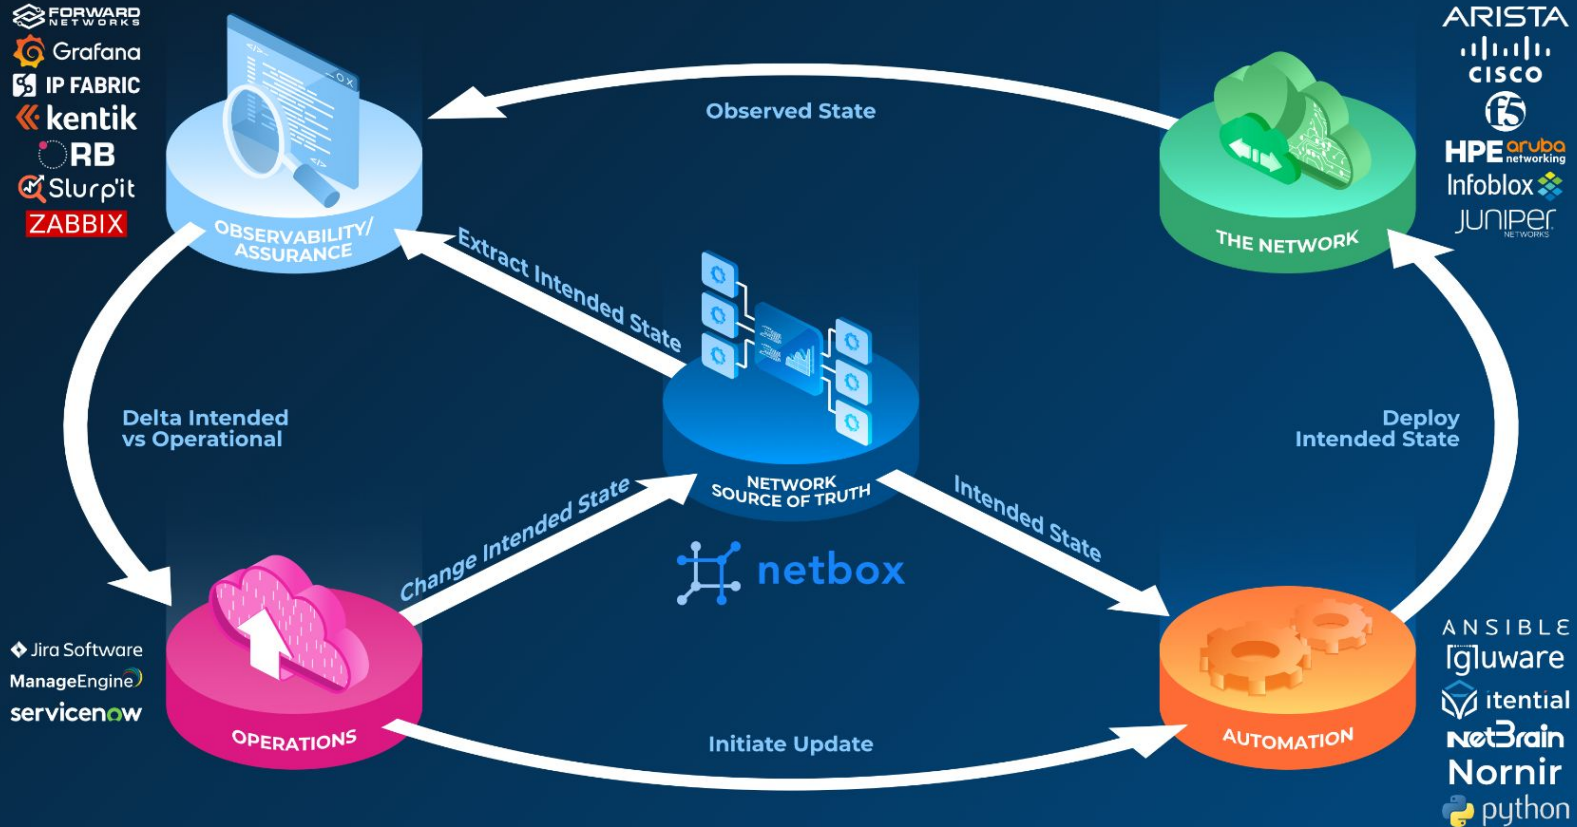 FORWARD
NETWORKS
Grafana
IP FABRIC
kentik
RB
Slurp'it
ZABBIX
OBSERVABILITY/
ASSURANCE
Observed State
ARISTA
CISCO
f5
HPE aruba
networking
Infoblox
JUNIPER
NETWORKS
THE NETWORK
Extract Intended State
Delta Intended
vs Operational
NETWORK
SOURCE OF TRUTH
netbox
Change Intended State
Intended State
Deploy
Intended State
Jira Software
ManageEngine
servicenow
OPERATIONS
Initiate Update
AUTOMATION
ANSIBLE
gluware
itential
NetBrain
Nornir
python